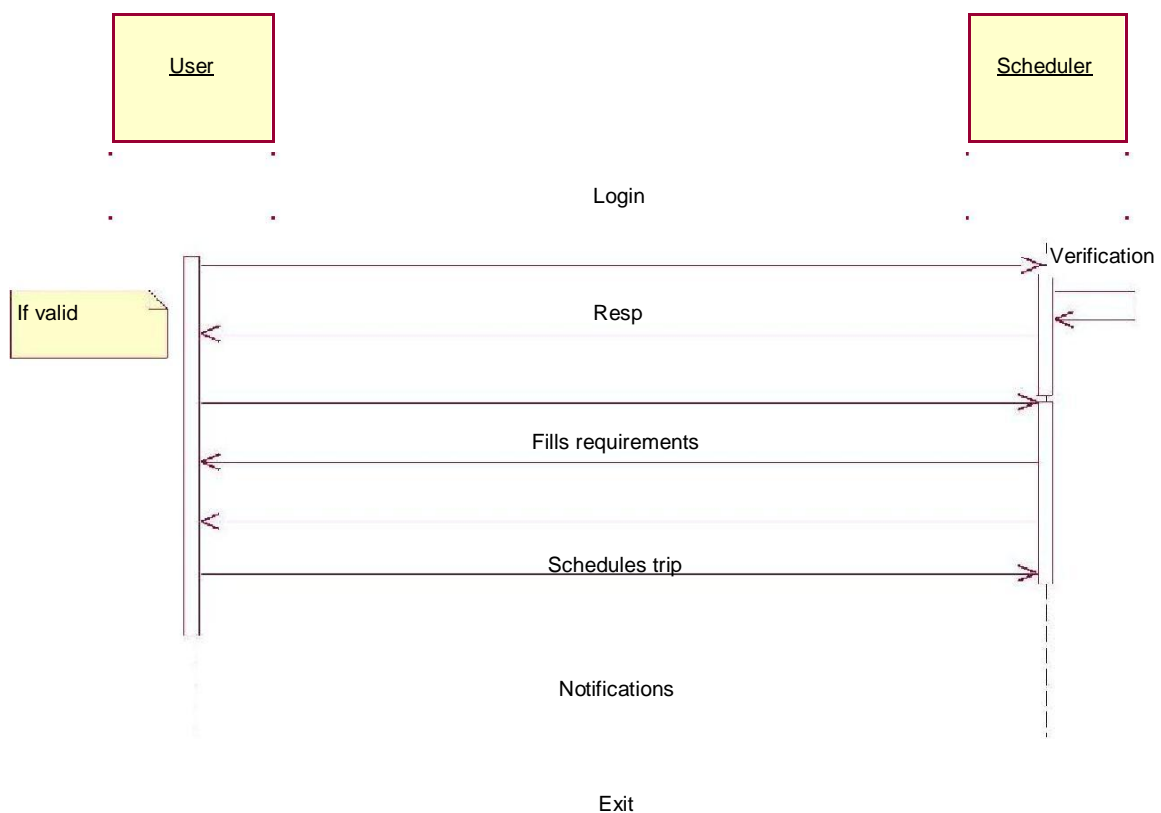 User
Scheduler
Login
Verification
If valid
Resp
Fills requirements
Schedules trip
Notifications
Exit